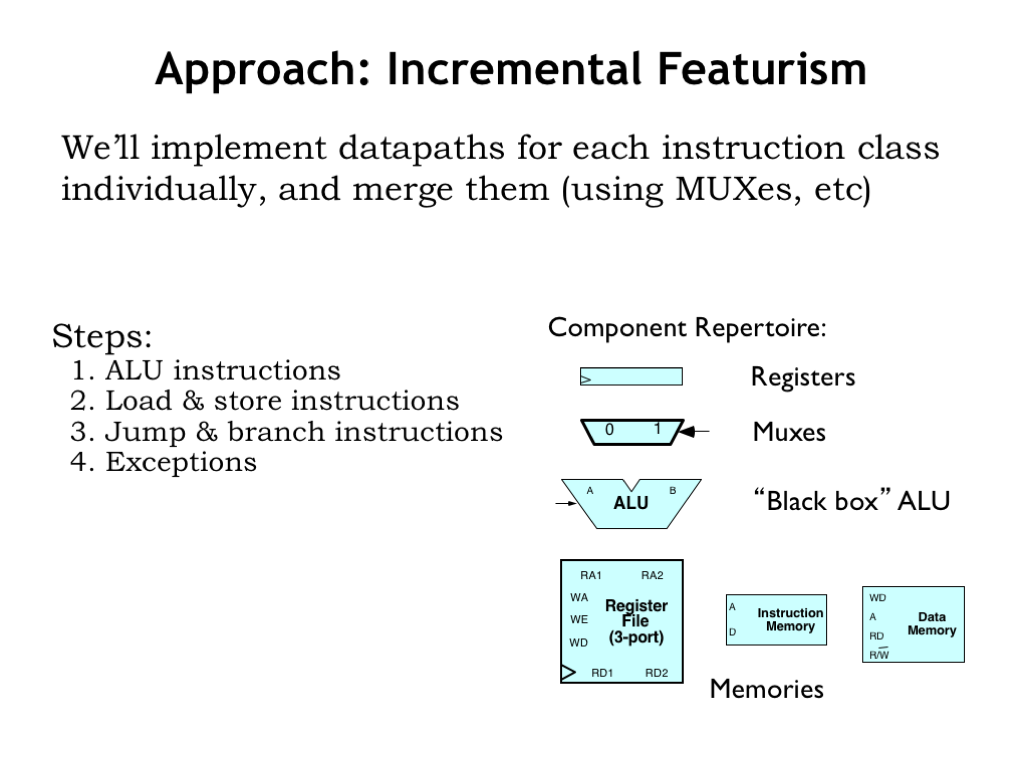 Approach: Incremental Featurism
We’ll implement datapaths for each instruction class
individually, and merge them (using MUXes, etc)
Steps:
1. ALU instructions
2. Load & store instructions
3. Jump & branch instructions
4. Exceptions
Component Repertoire:
Registers
0 1
Muxes
A B
ALU
“Black box” ALU
RA1 RA2
WA
WE
WD
Register
File
(3-port)
RD1 RD2
A
D
Instruction
Memory
WD
A
RD
R/W̅
Data
Memory
Memories